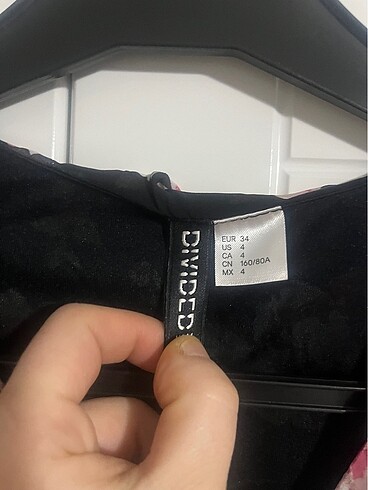 DIVIDED
EUR 34
US 4
CA 4
CN 160/80A
MX 4